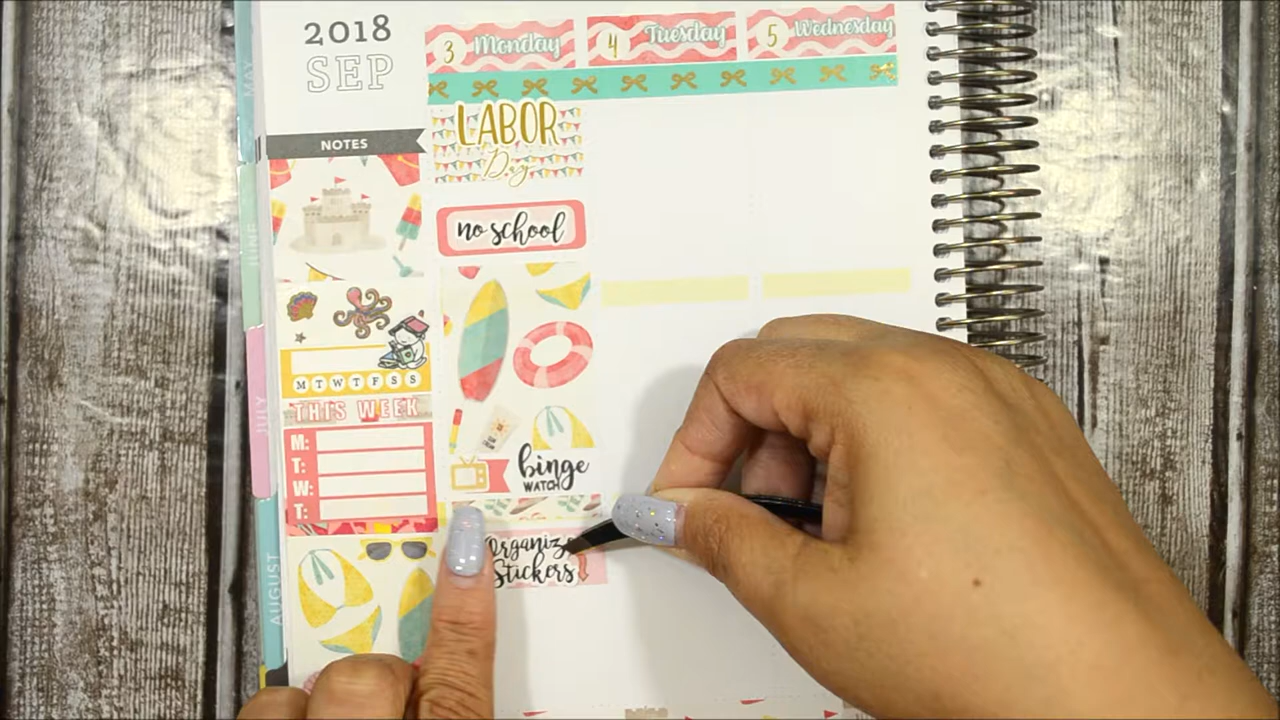 2018
SEP
NOTES
3 Monday
4 Tuesday
5 Wednesday
LABOR
Day
no school
M T W T F S S
THIS WEEK
M:
T:
W:
T:
binge
WATCH
Organize
Stickers
MAY
JUNE
JULY
AUGUST